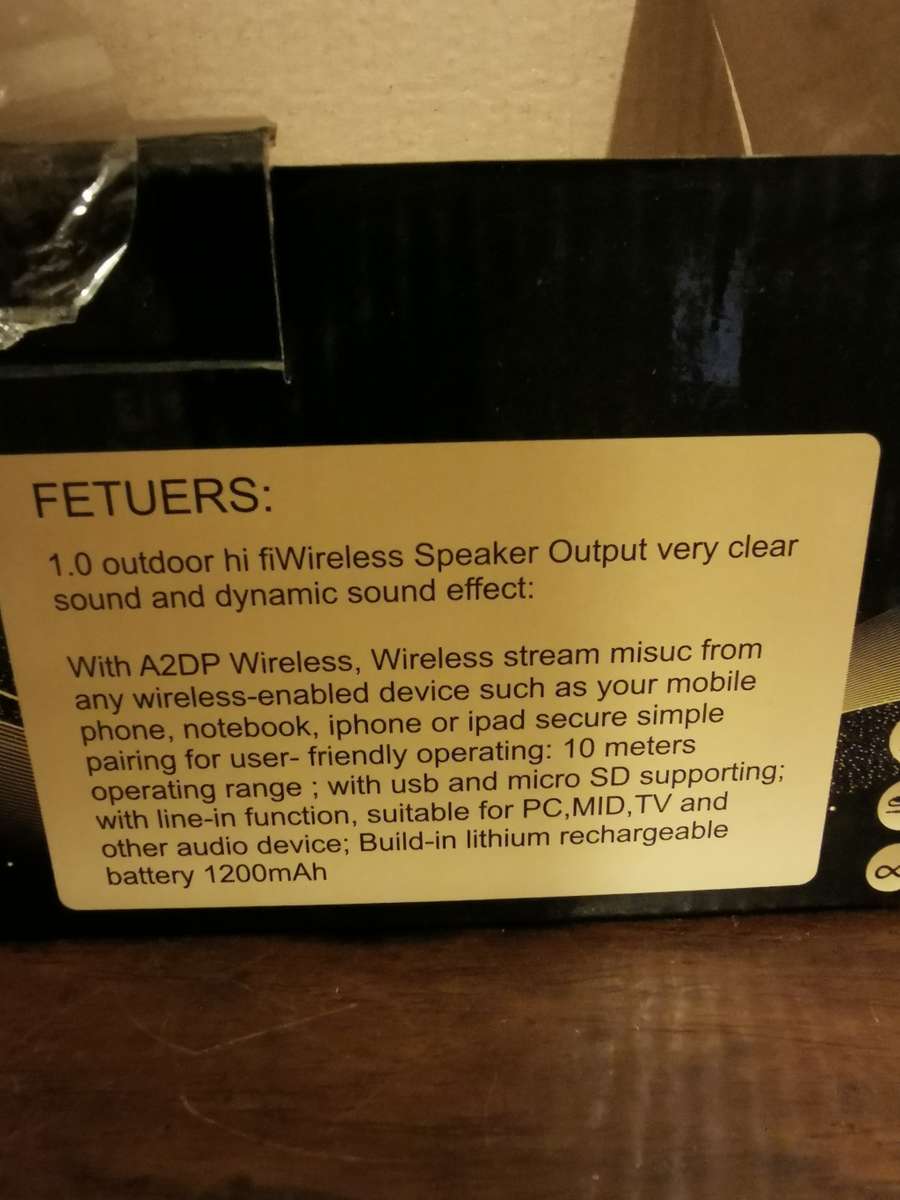 FETUERS:
1.0 outdoor hi fiWireless Speaker Output very clear
sound and dynamic sound effect:
With A2DP Wireless, Wireless stream misuc from
any wireless-enabled device such as your mobile
phone, notebook, iphone or ipad secure simple
pairing for user- friendly operating: 10 meters
operating range ; with usb and micro SD supporting;
with line-in function, suitable for PC,MID,TV and
other audio device; Build-in lithium rechargeable
battery 1200mAh